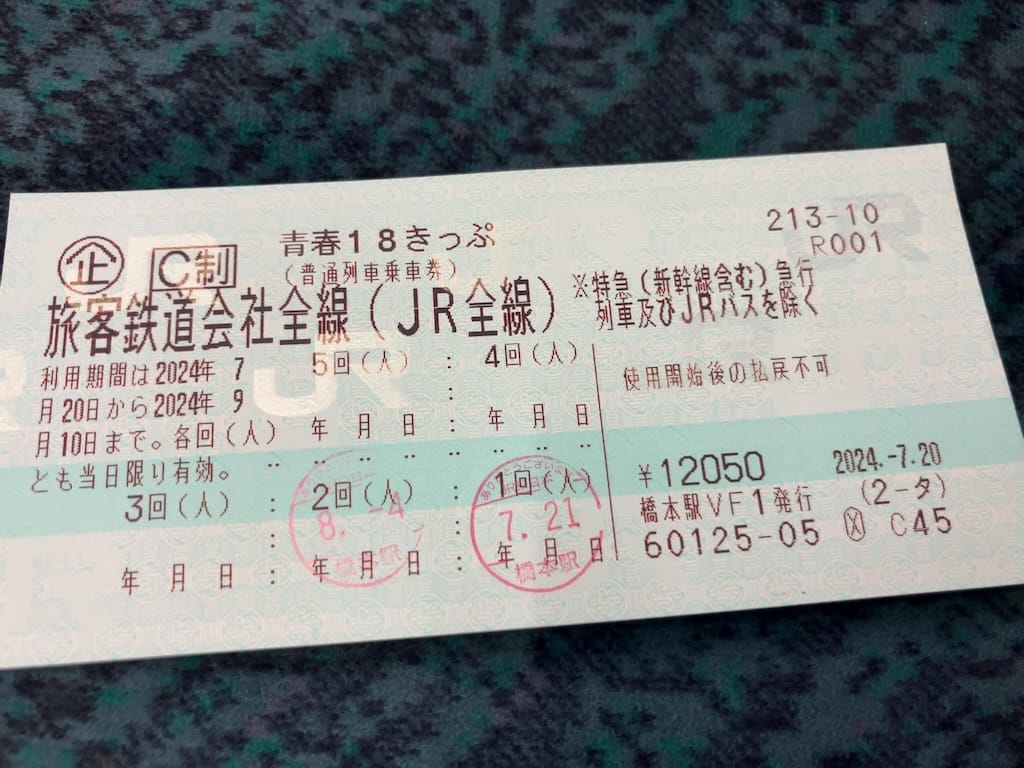 213-10
R001
企 C制 青春18きっぷ
(普通列車乗車券)
旅客鉄道会社全線(JR全線)
※特急(新幹線含む)急行
列車及びJRバスを除く
利用期間は2024年 7
月20日から2024年 9
月10日まで。各回(人)
とも当日限り有効。
5回(人) : 4回(人)
年 月 日 : 年 月 日
3回(人) : 2回(人) : 1回(人)
年 月 日 : 年 月 日 : 年 月 日
8. -4
橋本駅
7. 21
橋本駅
使用開始後の払戻不可
¥12050
2024.-7.20
橋本駅VF1発行 (2-タ)
60125-05 C45